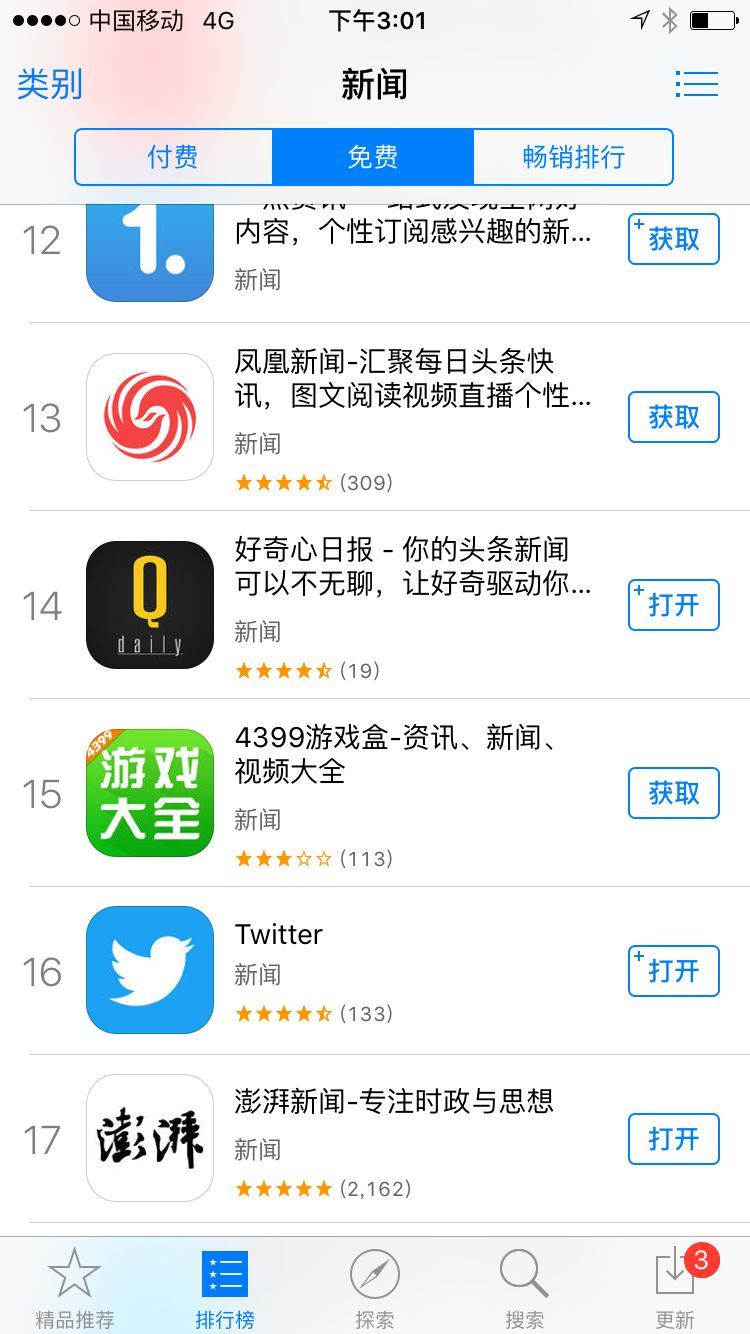 中国移动 4G 下午3:01
类别 新闻
付费 免费 畅销排行
12
1.
内容，个性订阅感兴趣的新...
新闻
+获取
13
凤凰新闻-汇聚每日头条快
讯，图文阅读视频直播个性...
新闻
(309)
获取
14
Q
daily
好奇心日报 - 你的头条新闻
可以不无聊，让好奇驱动你...
新闻
(19)
+打开
15
4399
游戏
大全
4399游戏盒-资讯、新闻、
视频大全
新闻
(113)
获取
16
Twitter
新闻
(133)
+打开
17
澎湃
澎湃新闻-专注时政与思想
新闻
(2,162)
打开
3
精品推荐 排行榜 探索 搜索 更新